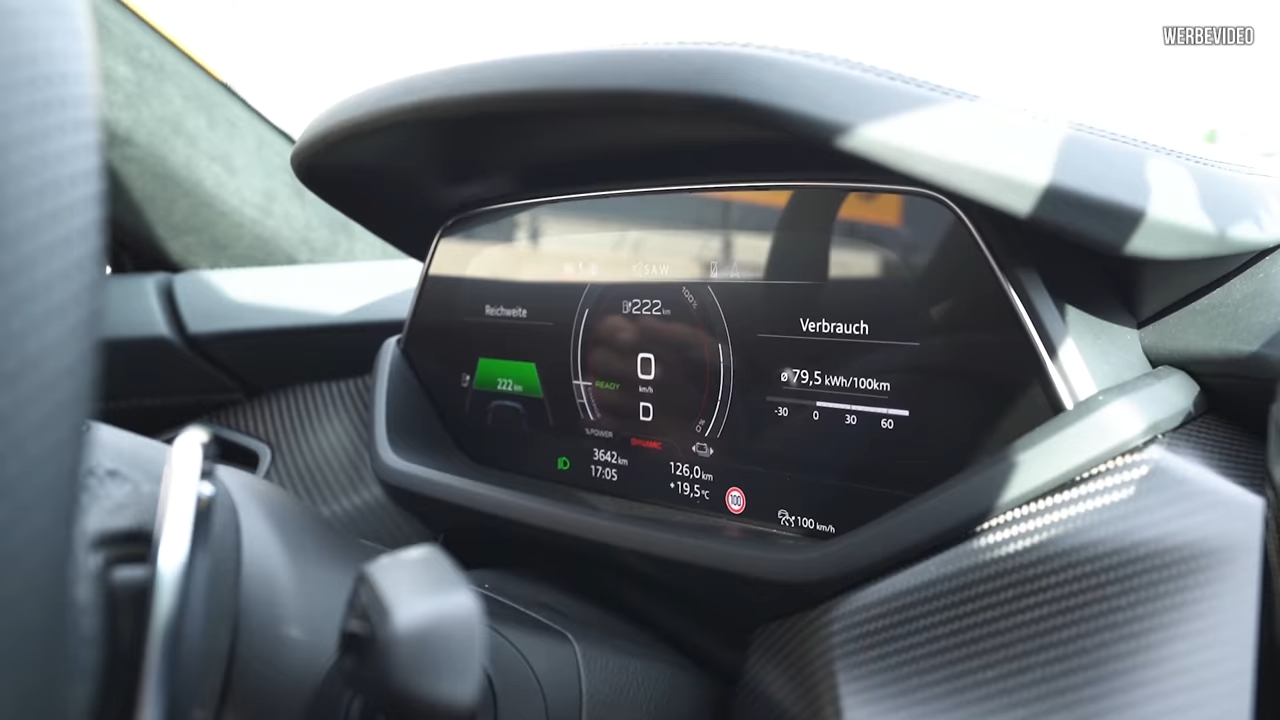 WERBEVIDEO
SAW
Reichweite
222 km
222 km
100%
0
km/h
READY
D
0%
%POWER
DYNAMIC
3642 km
17:05
126,0 km
+19,5°C
100
Verbrauch
ø 79,5 kWh/100km
-30 0 30 60
100 km/h